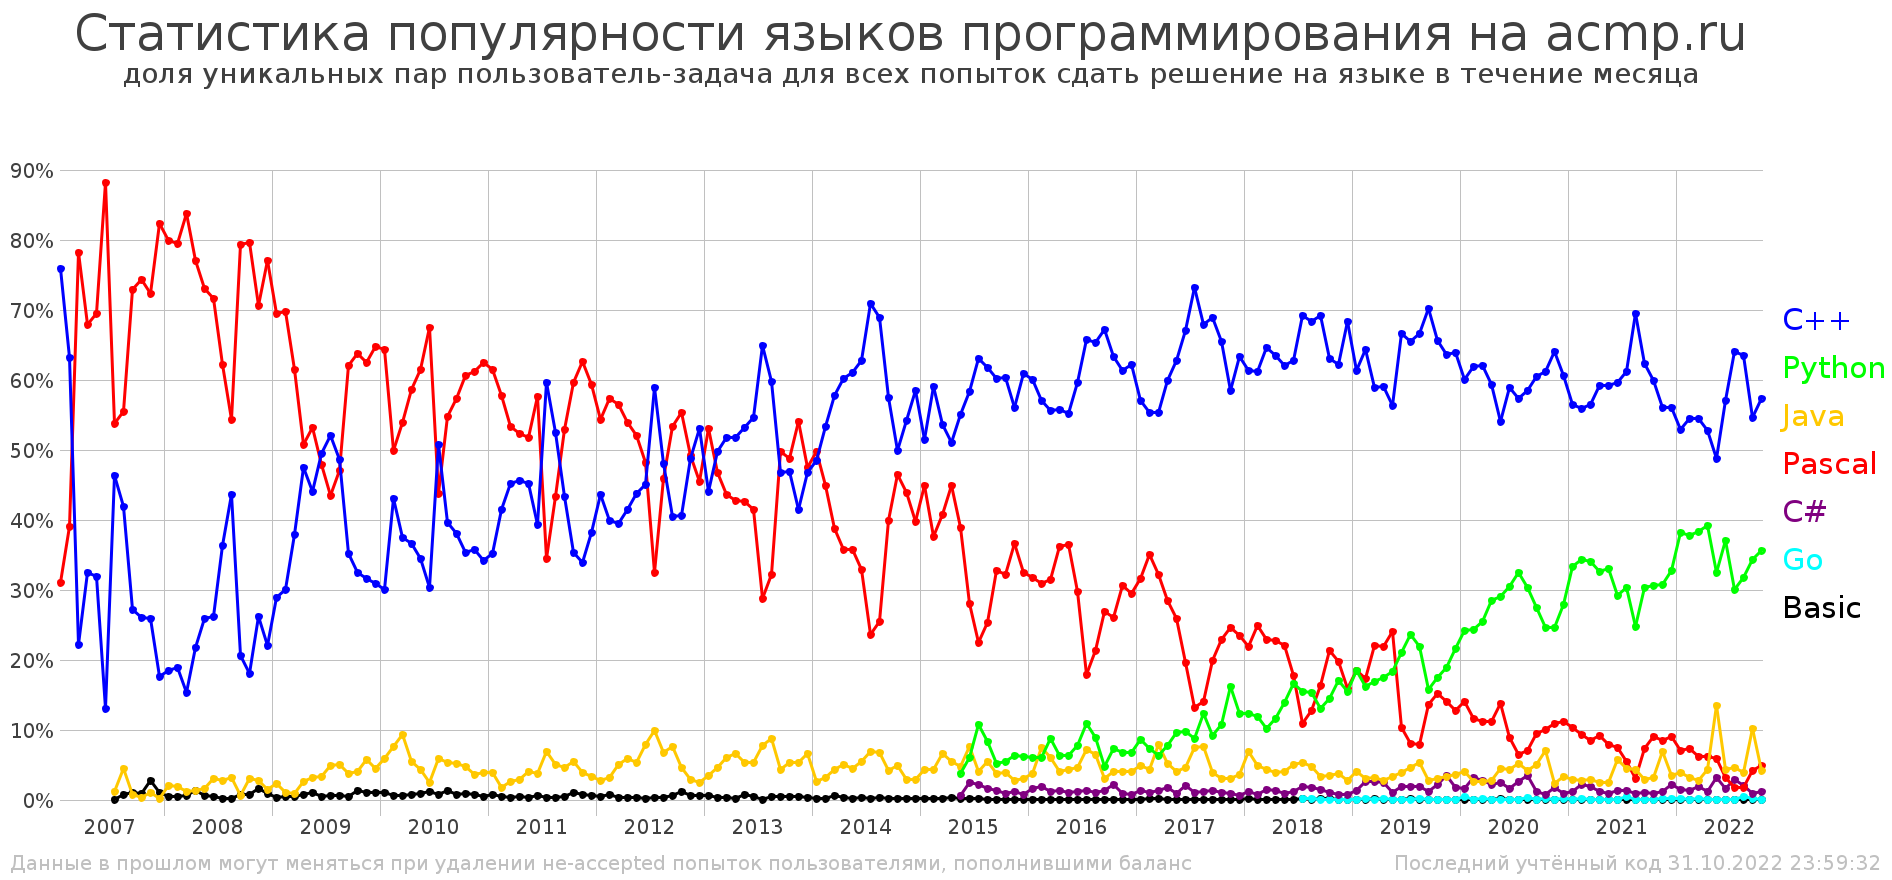 Статистика популярности языков программирования на acmp.ru
доля уникальных пар пользователь-задача для всех попыток сдать решение на языке в течение месяца
90%
80%
70%
60%
50%
40%
30%
20%
10%
0%
C++
Python
Java
Pascal
C#
Go
Basic
2007 2008 2009 2010 2011 2012 2013 2014 2015 2016 2017 2018 2019 2020 2021 2022
Данные в прошлом могут меняться при удалении не-accepted попыток пользователями, пополнившими баланс
Последний учтённый код 31.10.2022 23:59:32